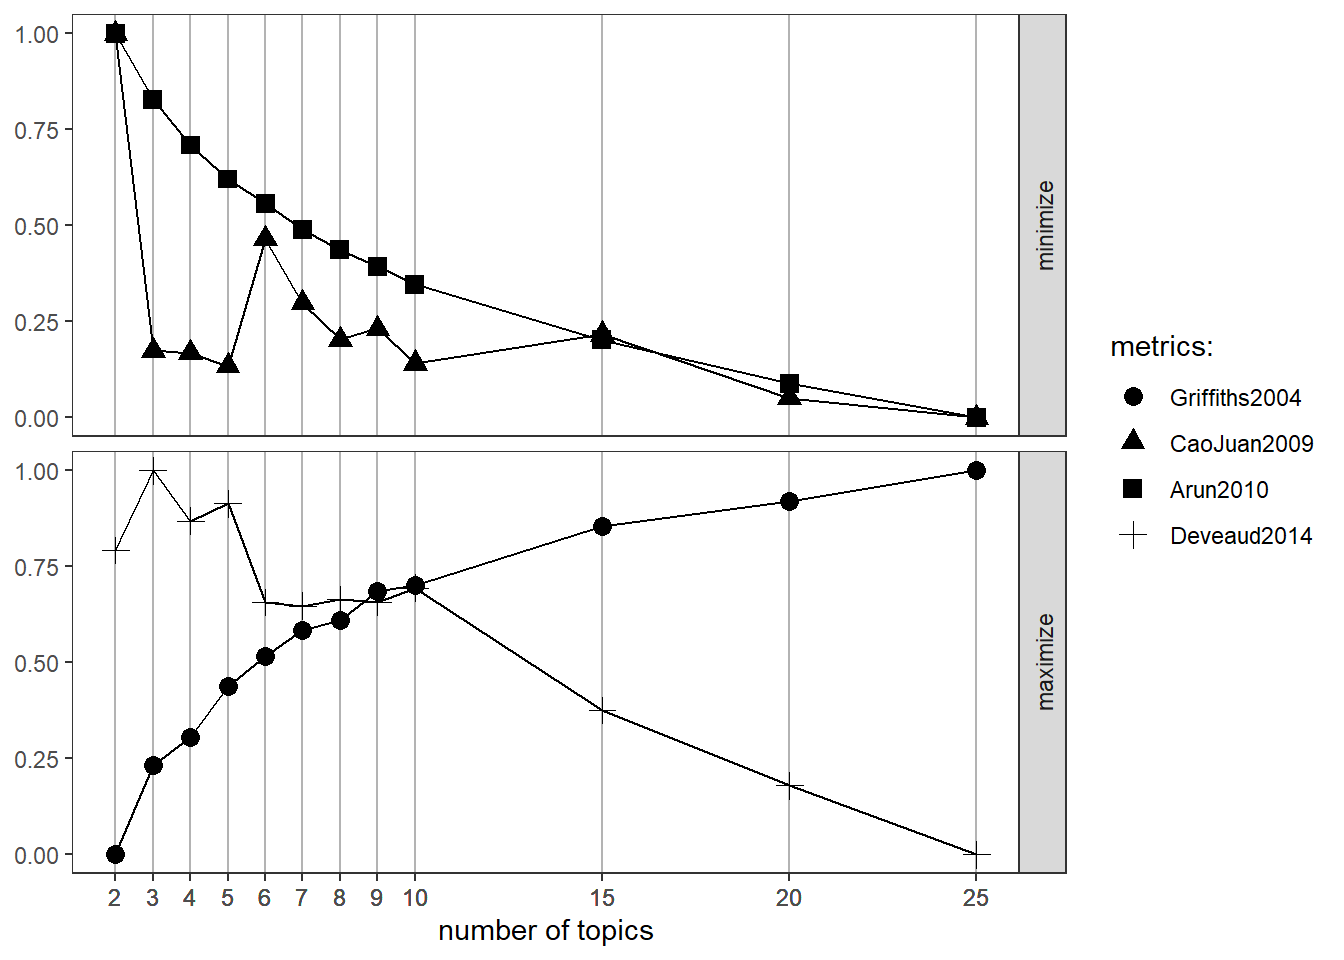 1.00
0.75
0.50
0.25
0.00
minimize
1.00
0.75
0.50
0.25
0.00
maximize
2 3 4 5 6 7 8 9 10 15 20 25
number of topics
metrics:
Griffiths2004
CaoJuan2009
Arun2010
Deveaud2014